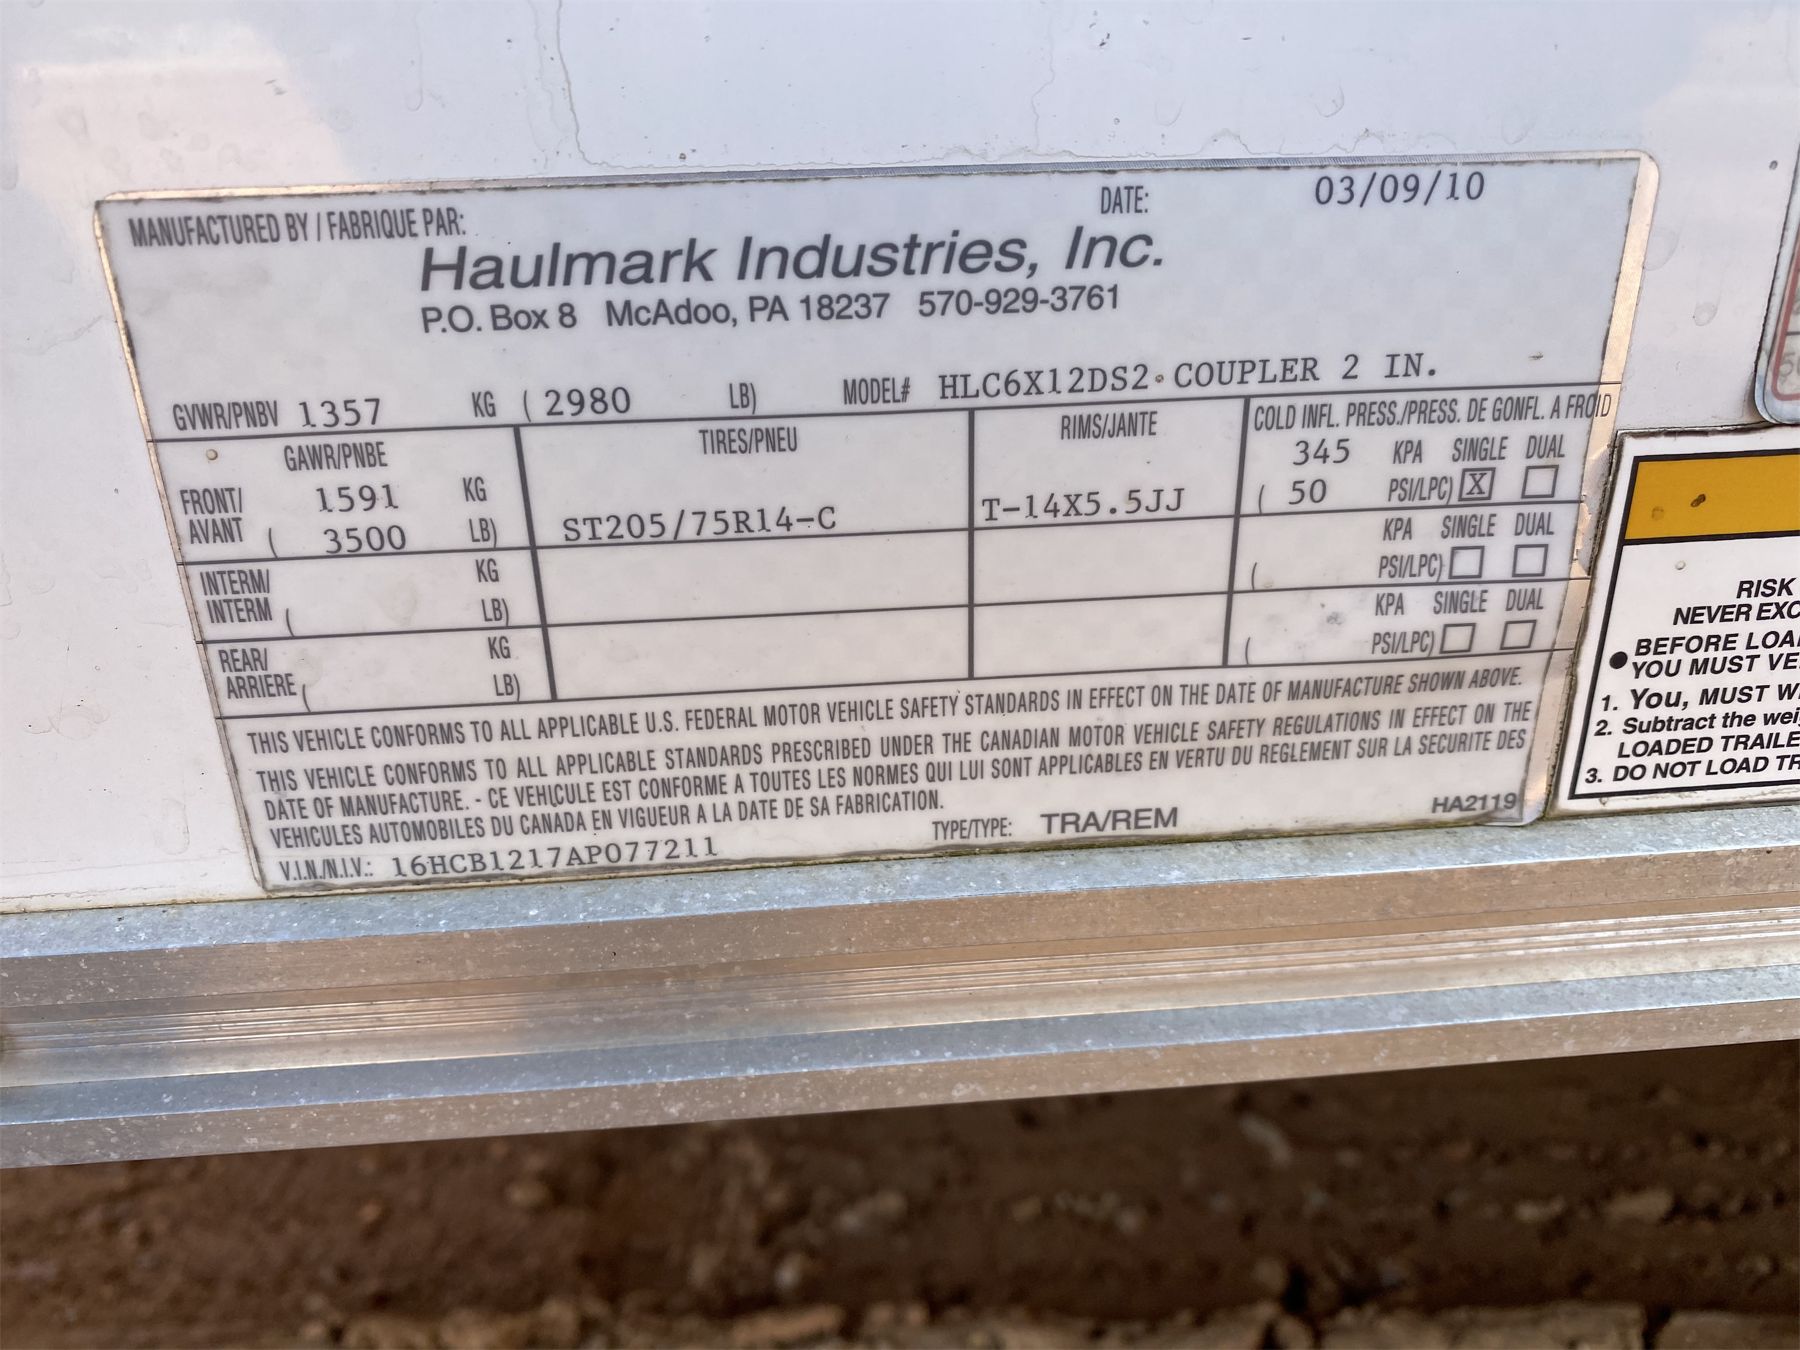 MANUFACTURED BY / FABRIQUE PAR:
DATE: 03/09/10
Haulmark Industries, Inc.
P.O. Box 8 McAdoo, PA 18237 570-929-3761
GVWR/PNBV 1357 KG ( 2980 LB) MODEL# HLC6X12DS2 COUPLER 2 IN.
GAWR/PNBE TIRES/PNEU RIMS/JANTE COLD INFL. PRESS./PRESS. DE GONFL. A FROID
FRONT/ 1591 KG 345 KPA SINGLE DUAL
AVANT ( 3500 LB) ST205/75R14-C T-14X5.5JJ ( 50 PSI/LPC) X
INTERM/ KG KPA SINGLE DUAL
INTERM ( LB) ( PSI/LPC)
REAR/ KG KPA SINGLE DUAL
ARRIERE ( LB) ( PSI/LPC)
THIS VEHICLE CONFORMS TO ALL APPLICABLE U.S. FEDERAL MOTOR VEHICLE SAFETY STANDARDS IN EFFECT ON THE DATE OF MANUFACTURE SHOWN ABOVE.
THIS VEHICLE CONFORMS TO ALL APPLICABLE STANDARDS PRESCRIBED UNDER THE CANADIAN MOTOR VEHICLE SAFETY REGULATIONS IN EFFECT ON THE
DATE OF MANUFACTURE. - CE VEHICULE EST CONFORME A TOUTES LES NORMES QUI LUI SONT APPLICABLES EN VERTU DU REGLEMENT SUR LA SECURITE DES
VEHICULES AUTOMOBILES DU CANADA EN VIGUEUR A LA DATE DE SA FABRICATION.
V.I.N./N.I.V.: 16HCB1217AP077211 TYPE/TYPE: TRA/REM HA2119
RISK
NEVER EXC
● BEFORE LOA
YOU MUST VE
1. You, MUST W
2. Subtract the wei
LOADED TRAILE
3. DO NOT LOAD TR